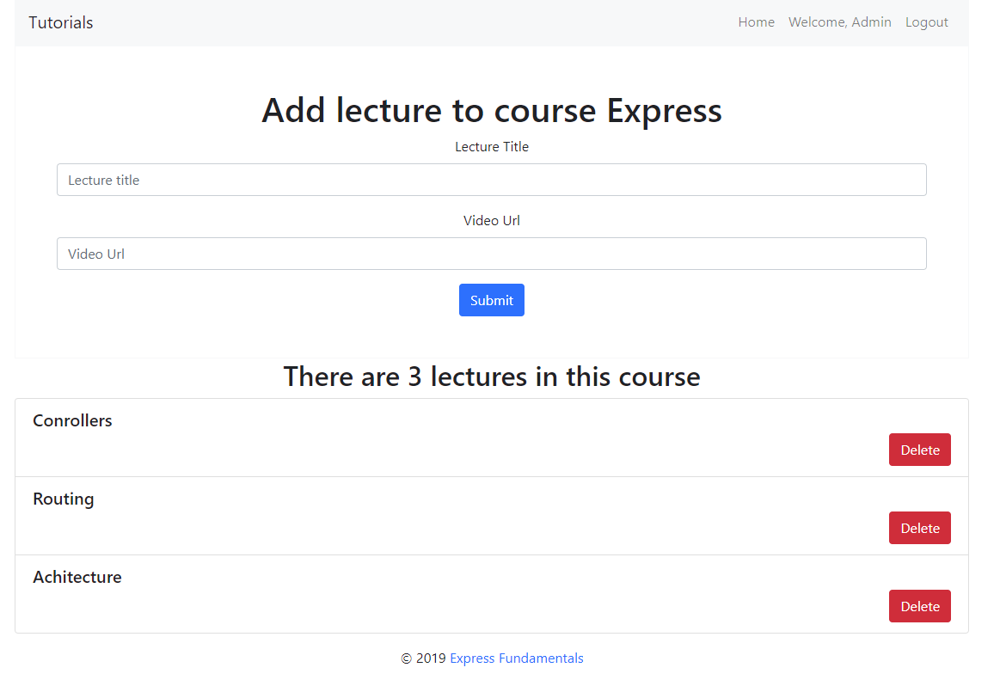 Tutorials Home Welcome, Admin Logout
Add lecture to course Express
Lecture Title
Lecture title
Video Url
Video Url
Submit
There are 3 lectures in this course
Conrollers
Delete
Routing
Delete
Achitecture
Delete
© 2019 Express Fundamentals